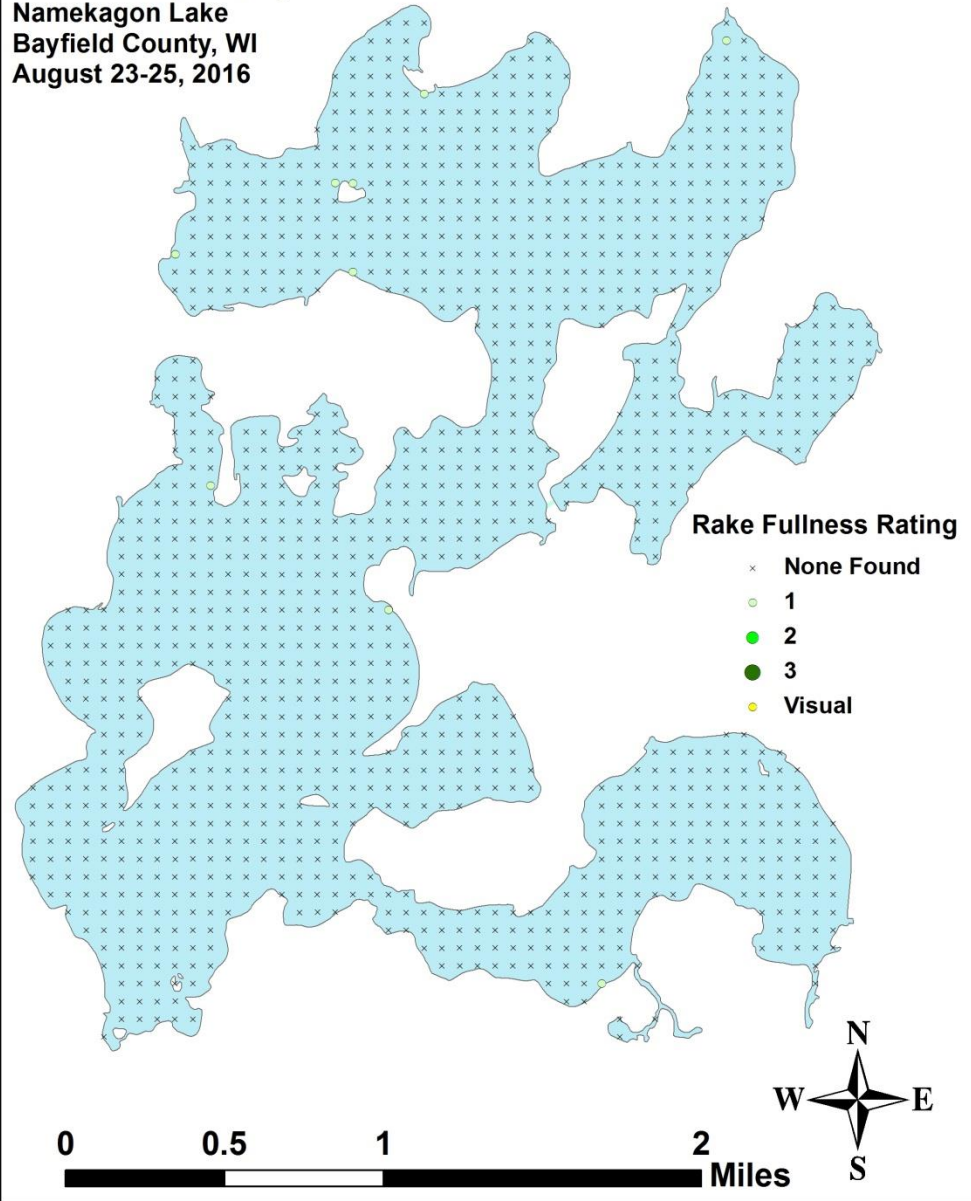 Namekagon Lake
Bayfield County, WI
August 23-25, 2016
Rake Fullness Rating
None Found
1
2
3
Visual
N
W E
S
0 0.5 1 2
Miles